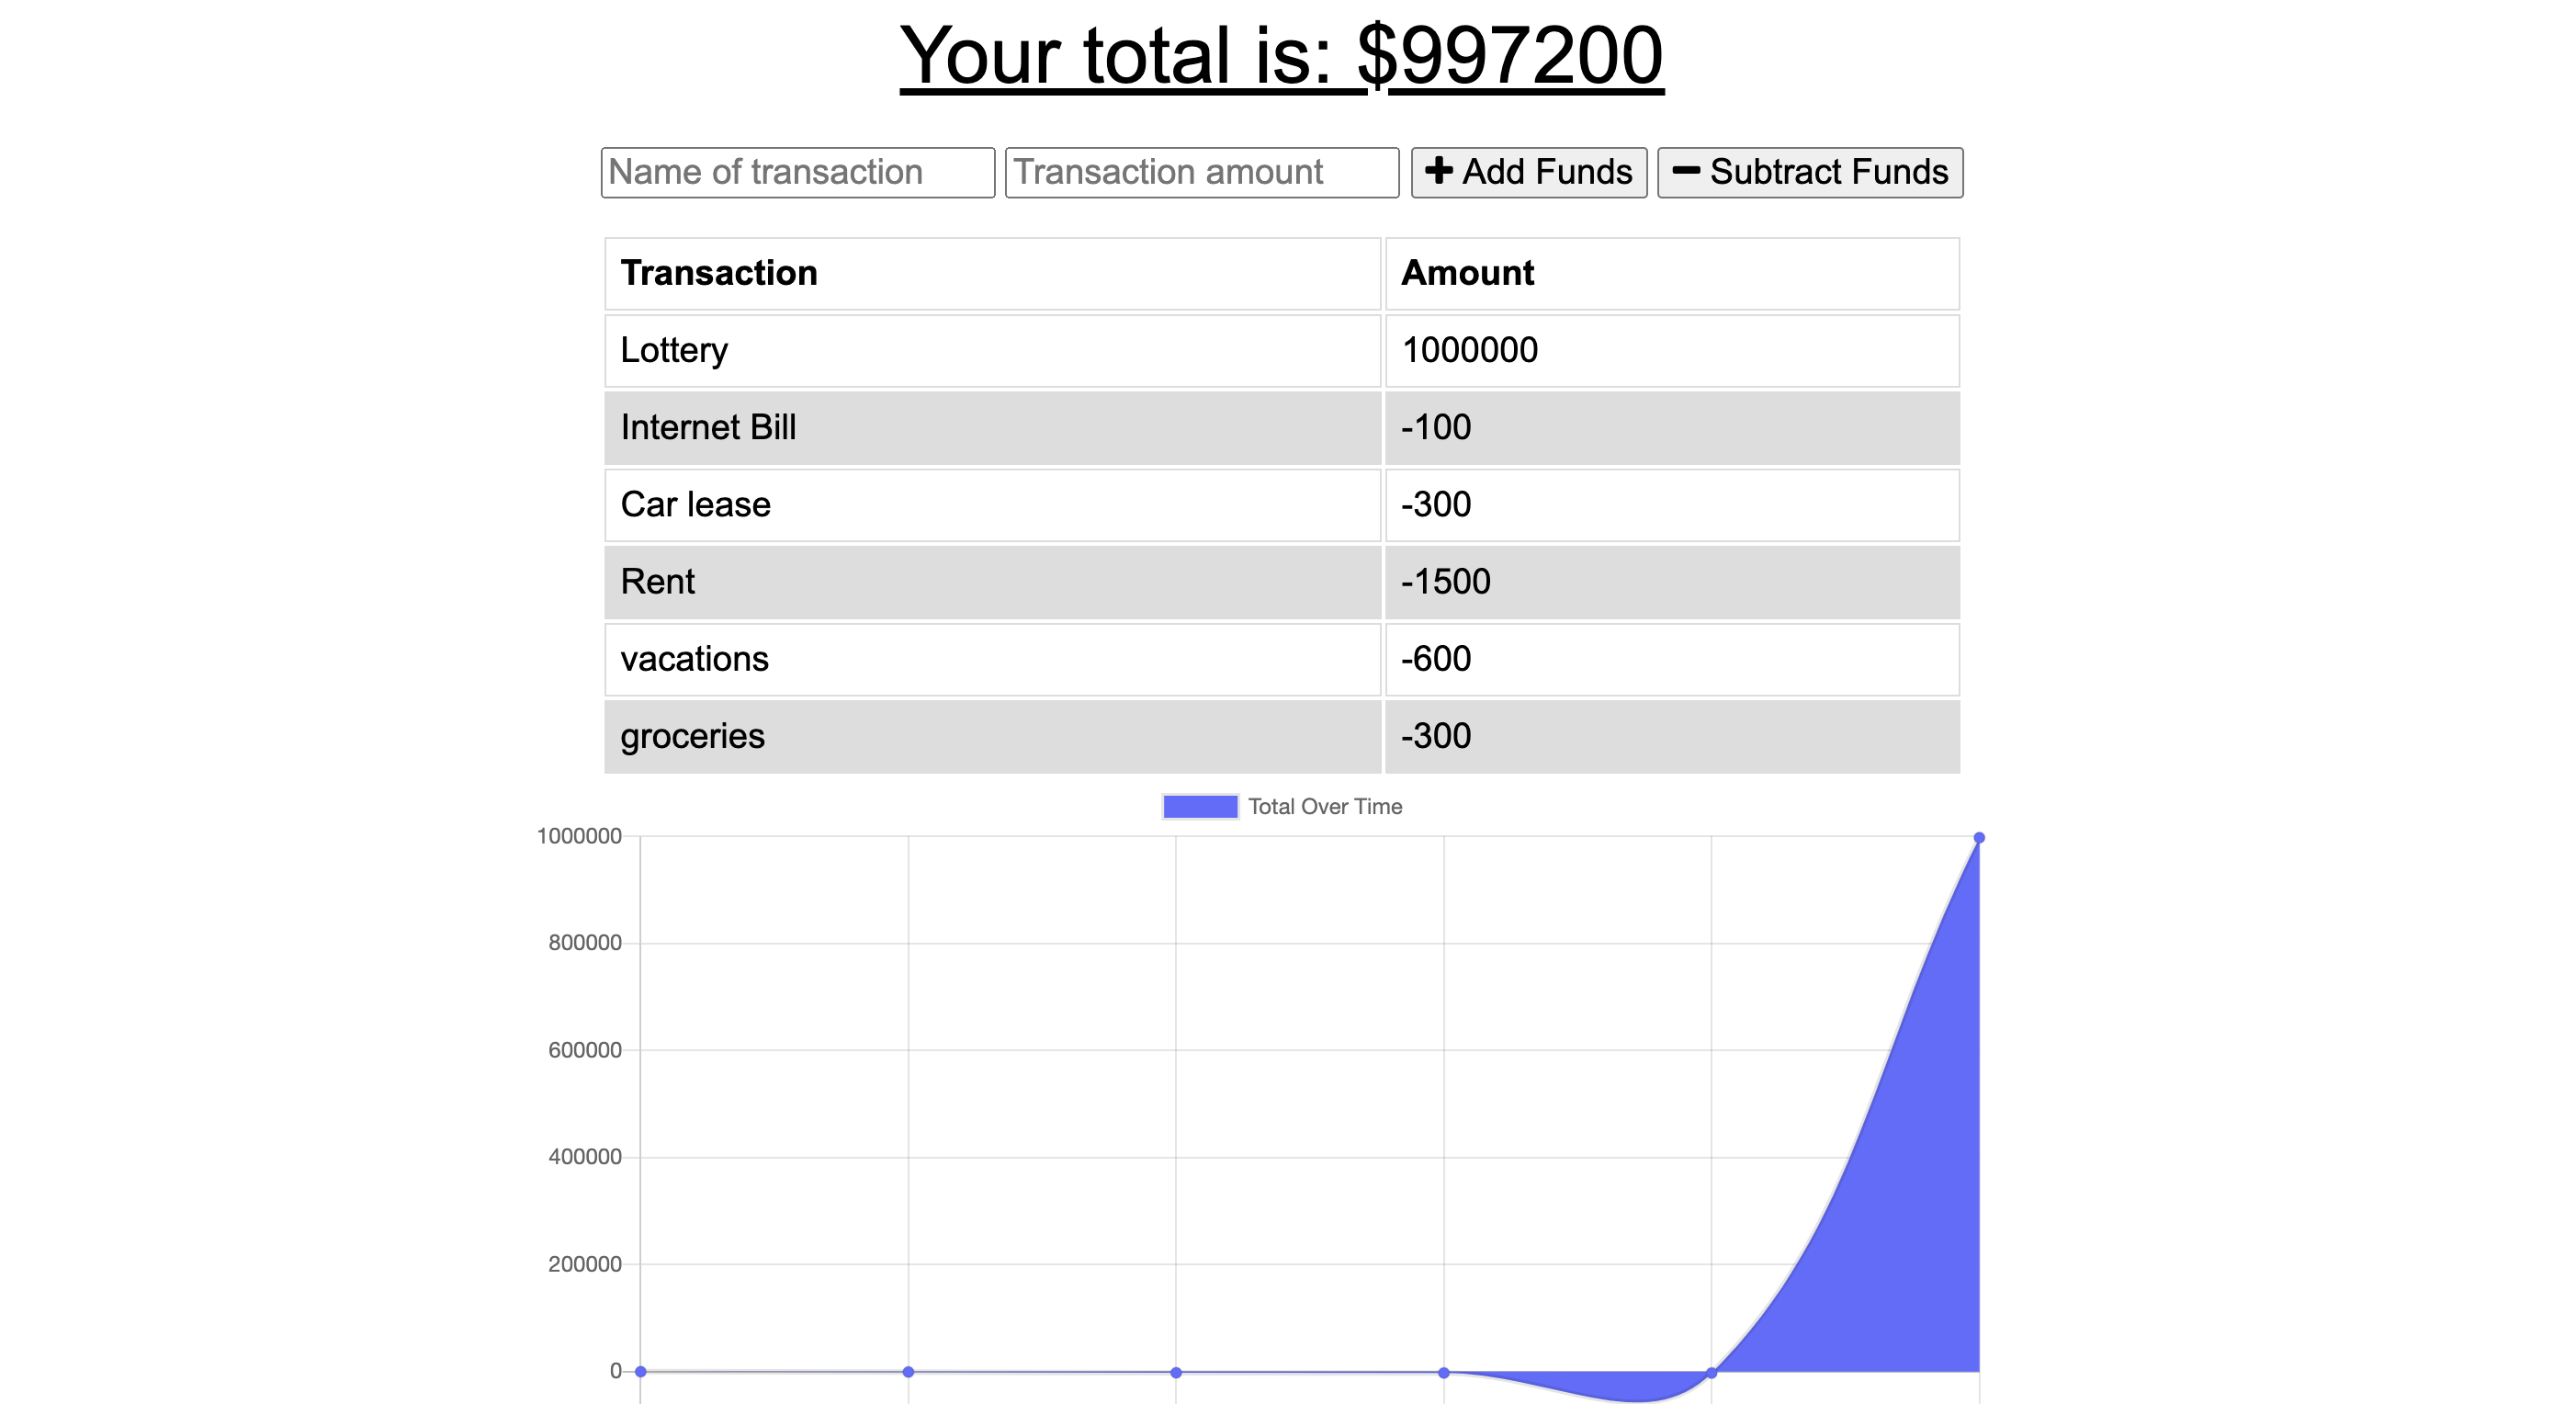 Your total is: $997200
Name of transaction Transaction amount Add Funds Subtract Funds
Transaction Amount
Lottery 1000000
Internet Bill -100
Car lease -300
Rent -1500
vacations -600
groceries -300
Total Over Time
1000000
800000
600000
400000
200000
0